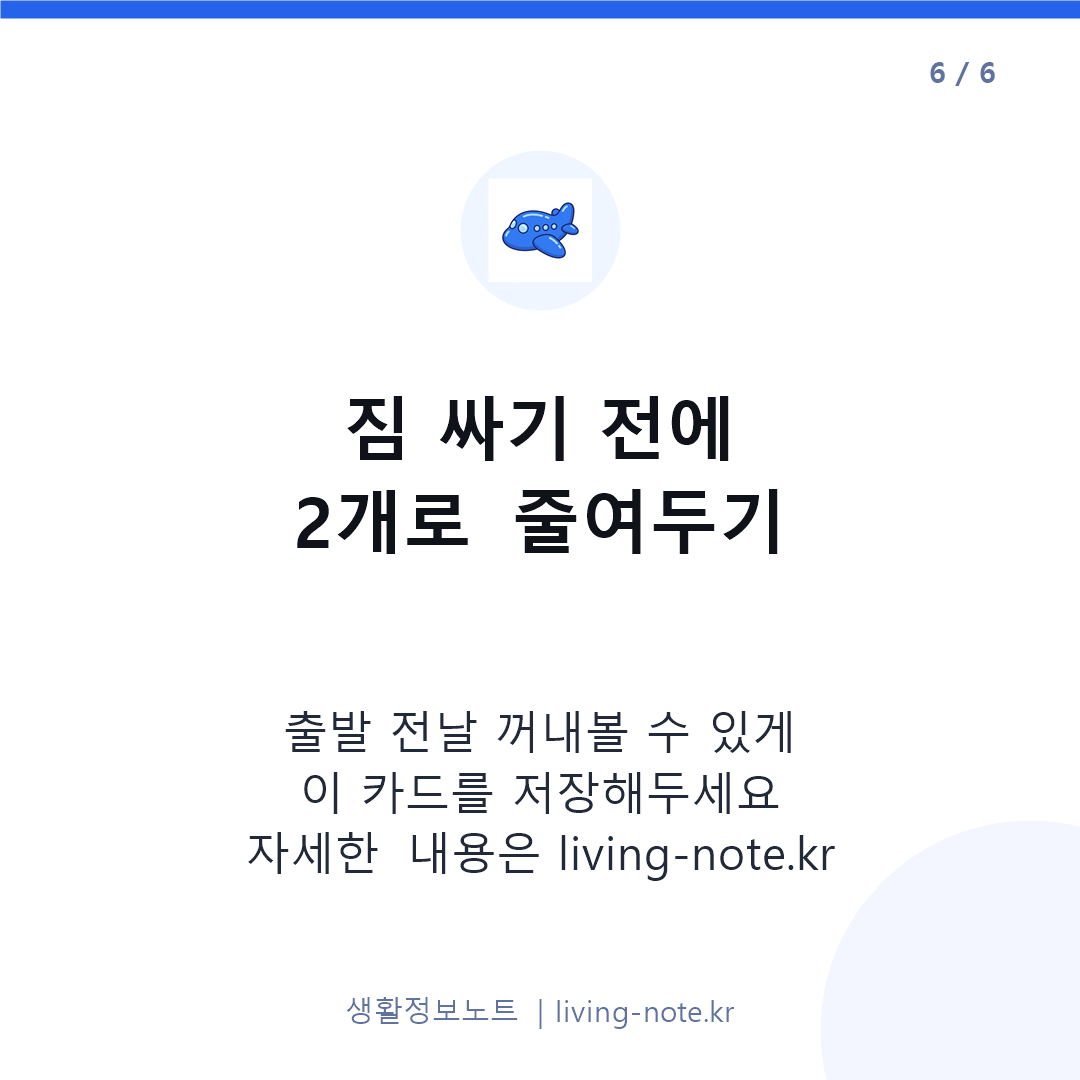 6 / 6
짐 싸기 전에
2개로 줄여두기
출발 전날 꺼내볼 수 있게
이 카드를 저장해두세요
자세한 내용은 living-note.kr
생활정보노트 | living-note.kr